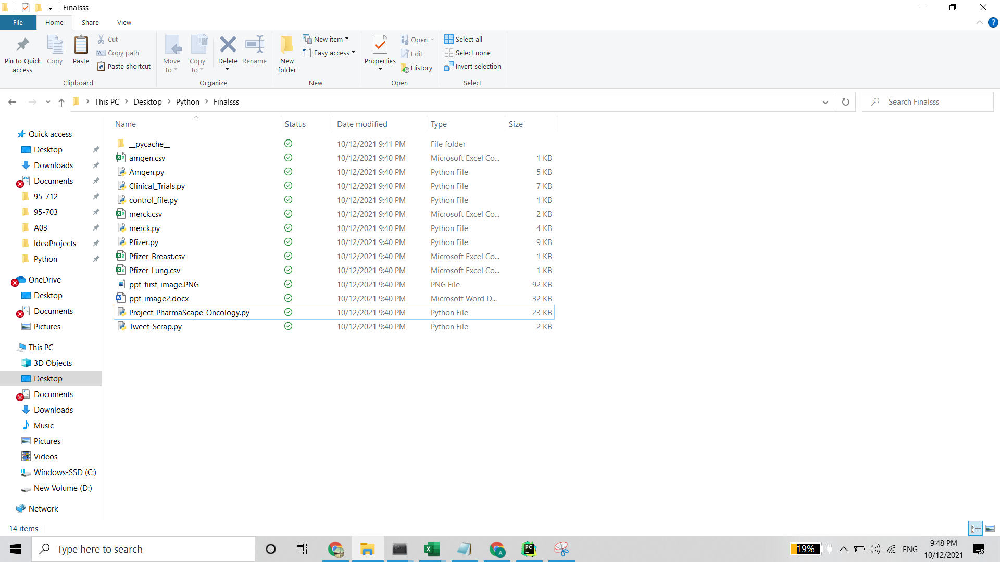 Finalsss
File Home Share View
Pin to Quick access
Copy
Paste
Cut
Copy path
Paste shortcut
Clipboard
Move to
Copy to
Delete
Rename
Organize
New folder
New item
Easy access
New
Properties
Open
Edit
History
Open
Select all
Select none
Invert selection
Select
This PC > Desktop > Python > Finalsss
Search Finalsss
Name Status Date modified Type Size
__pycache__ 10/12/2021 9:41 PM File folder
amgen.csv 10/12/2021 9:40 PM Microsoft Excel Co... 1 KB
Amgen.py 10/12/2021 9:40 PM Python File 5 KB
Clinical_Trials.py 10/12/2021 9:40 PM Python File 7 KB
control_file.py 10/12/2021 9:40 PM Python File 1 KB
merck.csv 10/12/2021 9:40 PM Microsoft Excel Co... 2 KB
merck.py 10/12/2021 9:40 PM Python File 4 KB
Pfizer.py 10/12/2021 9:40 PM Python File 9 KB
Pfizer_Breast.csv 10/12/2021 9:40 PM Microsoft Excel Co... 1 KB
Pfizer_Lung.csv 10/12/2021 9:40 PM Microsoft Excel Co... 1 KB
ppt_first_image.PNG 10/12/2021 9:40 PM PNG File 92 KB
ppt_image2.docx 10/12/2021 9:40 PM Microsoft Word D... 32 KB
Project_PharmaScape_Oncology.py 10/12/2021 9:40 PM Python File 23 KB
Tweet_Scrap.py 10/12/2021 9:40 PM Python File 2 KB
Quick access
Desktop
Downloads
Documents
95-712
95-703
A03
IdeaProjects
Python
OneDrive
Desktop
Documents
Pictures
This PC
3D Objects
Desktop
Documents
Downloads
Music
Pictures
Videos
Windows-SSD (C:)
New Volume (D:)
Network
14 items
Type here to search
19%
ENG
9:48 PM
10/12/2021